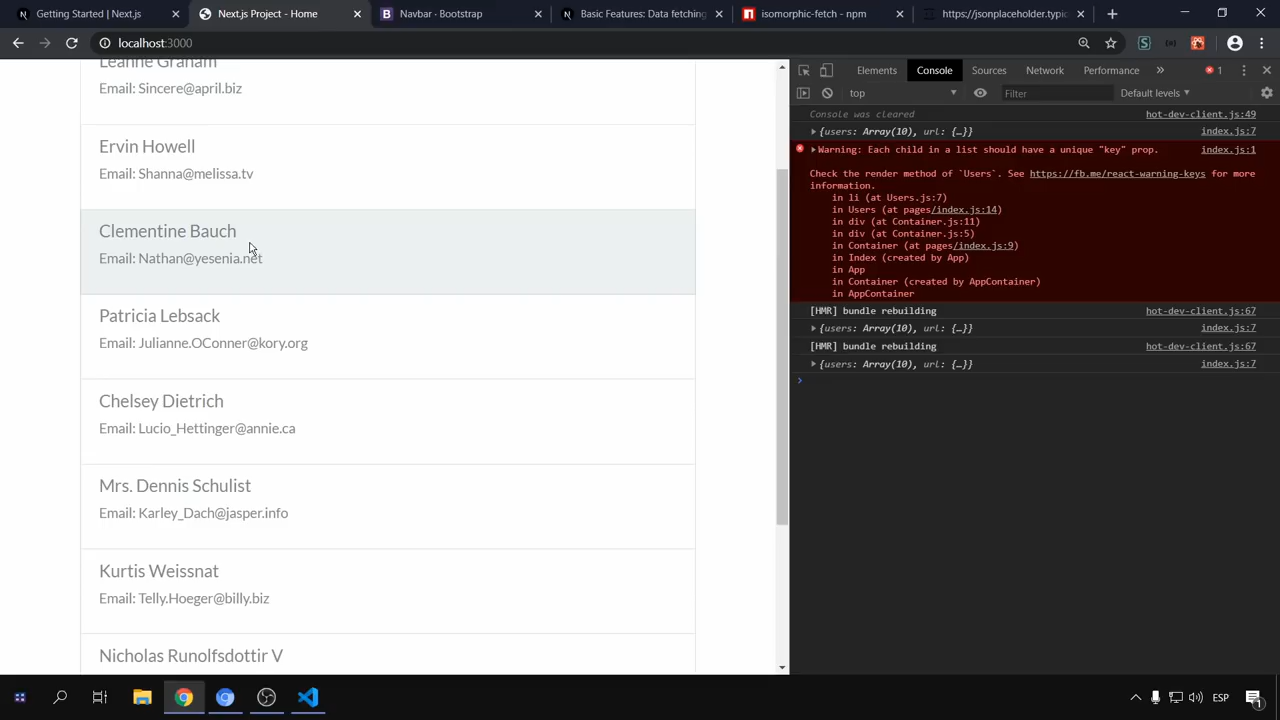 Getting Started | Next.js
Next.js Project - Home
Navbar · Bootstrap
Basic Features: Data fetching
isomorphic-fetch - npm
https://jsonplaceholder.typic
localhost:3000
Leanne Graham
Email: Sincere@april.biz
Ervin Howell
Email: Shanna@melissa.tv
Clementine Bauch
Email: Nathan@yesenia.net
Patricia Lebsack
Email: Julianne.OConner@kory.org
Chelsey Dietrich
Email: Lucio_Hettinger@annie.ca
Mrs. Dennis Schulist
Email: Karley_Dach@jasper.info
Kurtis Weissnat
Email: Telly.Hoeger@billy.biz
Nicholas Runolfsdottir V
Elements Console Sources Network Performance » 1
top Filter Default levels
Console was cleared hot-dev-client.js:49
{users: Array(10), url: {…}} index.js:7
Warning: Each child in a list should have a unique "key" prop. index.js:1
Check the render method of `Users`. See https://fb.me/react-warning-keys for more
information.
in li (at Users.js:7)
in Users (at pages/index.js:14)
in div (at Container.js:11)
in div (at Container.js:5)
in Container (at pages/index.js:9)
in Index (created by App)
in App
in Container (created by AppContainer)
in AppContainer
[HMR] bundle rebuilding hot-dev-client.js:67
{users: Array(10), url: {…}} index.js:7
[HMR] bundle rebuilding hot-dev-client.js:67
{users: Array(10), url: {…}} index.js:7
ESP
1